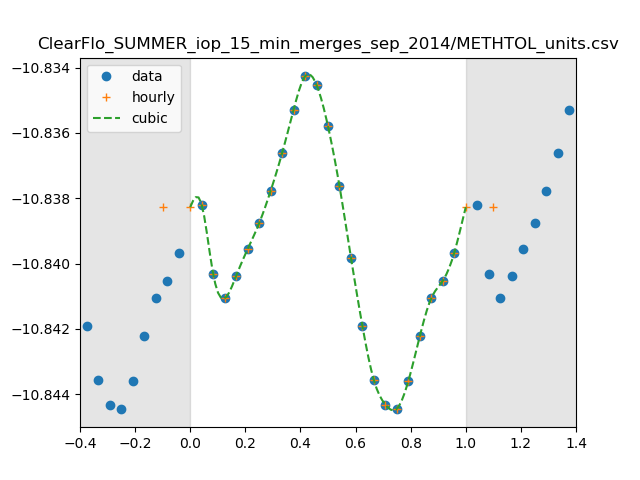 ClearFlo_SUMMER_iop_15_min_merges_sep_2014/METHTOL_units.csv
−10.834
−10.836
−10.838
−10.840
−10.842
−10.844
data
hourly
cubic
−0.4 −0.2 0.0 0.2 0.4 0.6 0.8 1.0 1.2 1.4